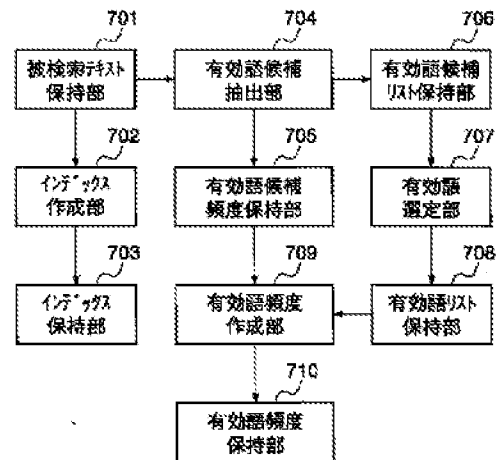 701
被検索テキスト
保持部
704
有効語候補
抽出部
706
有効語候補
リスト保持部
702
インデックス
作成部
705
有効語候補
頻度保持部
707
有効語
選定部
703
インデックス
保持部
709
有効語頻度
作成部
708
有効語リスト
保持部
710
有効語頻度
保持部